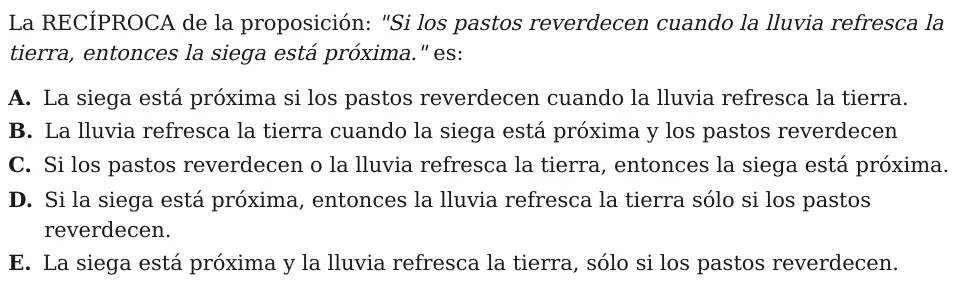 La RECÍPROCA de la proposición: "Si los pastos reverdecen cuando la lluvia refresca la
tierra, entonces la siega está próxima." es:
A. La siega está próxima si los pastos reverdecen cuando la lluvia refresca la tierra.
B. La lluvia refresca la tierra cuando la siega está próxima y los pastos reverdecen
C. Si los pastos reverdecen o la lluvia refresca la tierra, entonces la siega está próxima.
D. Si la siega está próxima, entonces la lluvia refresca la tierra sólo si los pastos
reverdecen.
E. La siega está próxima y la lluvia refresca la tierra, sólo si los pastos reverdecen.